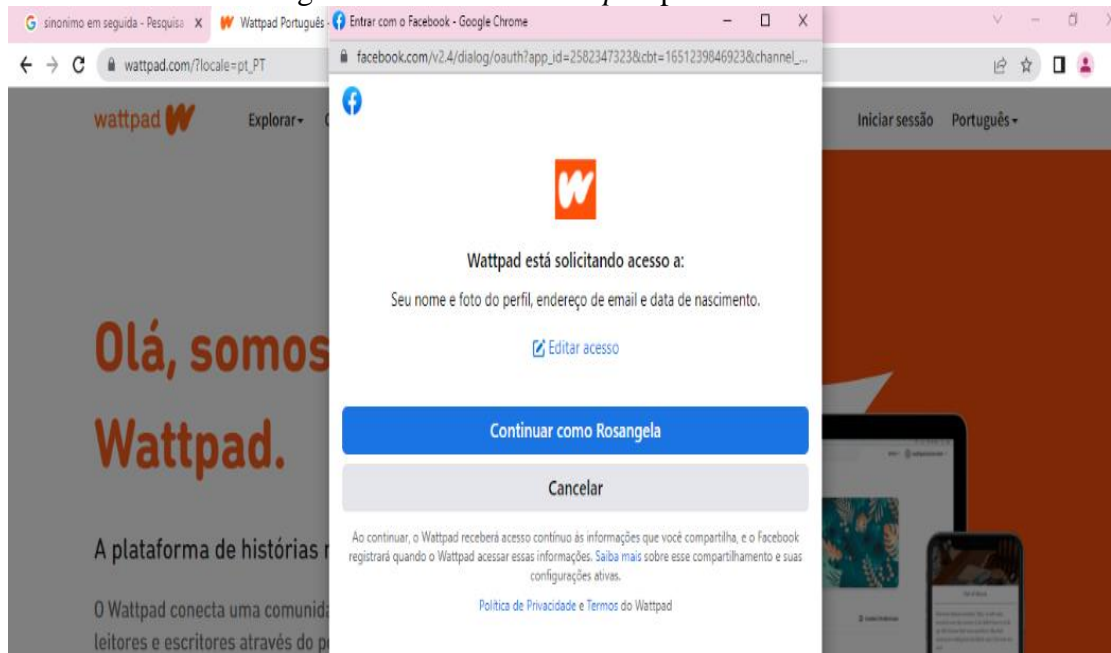 sinonimo em seguida - Pesquisa
Wattpad Português
Entrar com o Facebook - Google Chrome
wattpad.com/?locale=pt_PT
facebook.com/v2.4/dialog/oauth?app_id=2582347323&cbt=1651239846923&channel_...
wattpad
Explorar
Iniciar sessão
Português
Wattpad está solicitando acesso a:
Seu nome e foto do perfil, endereço de email e data de nascimento.
Editar acesso
Continuar como Rosangela
Cancelar
Ao continuar, o Wattpad receberá acesso contínuo às informações que você compartilha, e o Facebook
registrará quando o Wattpad acessar essas informações. Saiba mais sobre esse compartilhamento e suas
configurações ativas.
Política de Privacidade e Termos do Wattpad
Olá, somos
Wattpad.
A plataforma de histórias
O Wattpad conecta uma
leitores e escritores através do